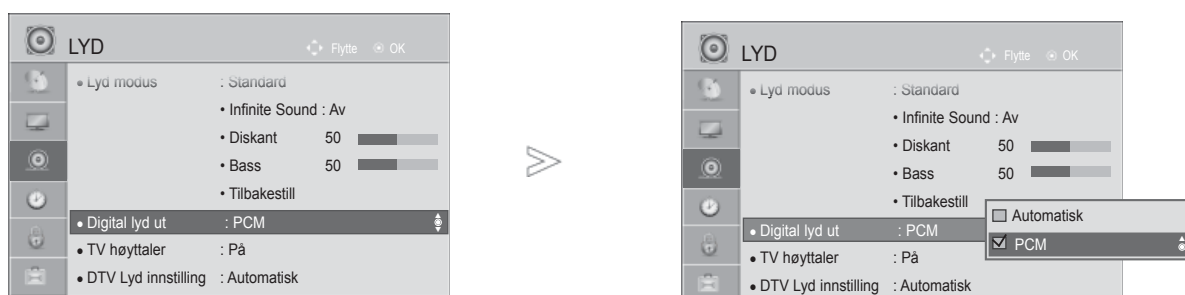 LYD
Flytte OK
• Lyd modus : Standard
• Infinite Sound : Av
• Diskant 50
• Bass 50
• Tilbakestill
• Digital lyd ut : PCM
• TV høyttaler : På
• DTV Lyd innstilling : Automatisk
LYD
Flytte OK
• Lyd modus : Standard
• Infinite Sound : Av
• Diskant 50
• Bass 50
• Tilbakestill
Automatisk
• Digital lyd ut : PCM
PCM
• TV høyttaler : På
• DTV Lyd innstilling : Automatisk